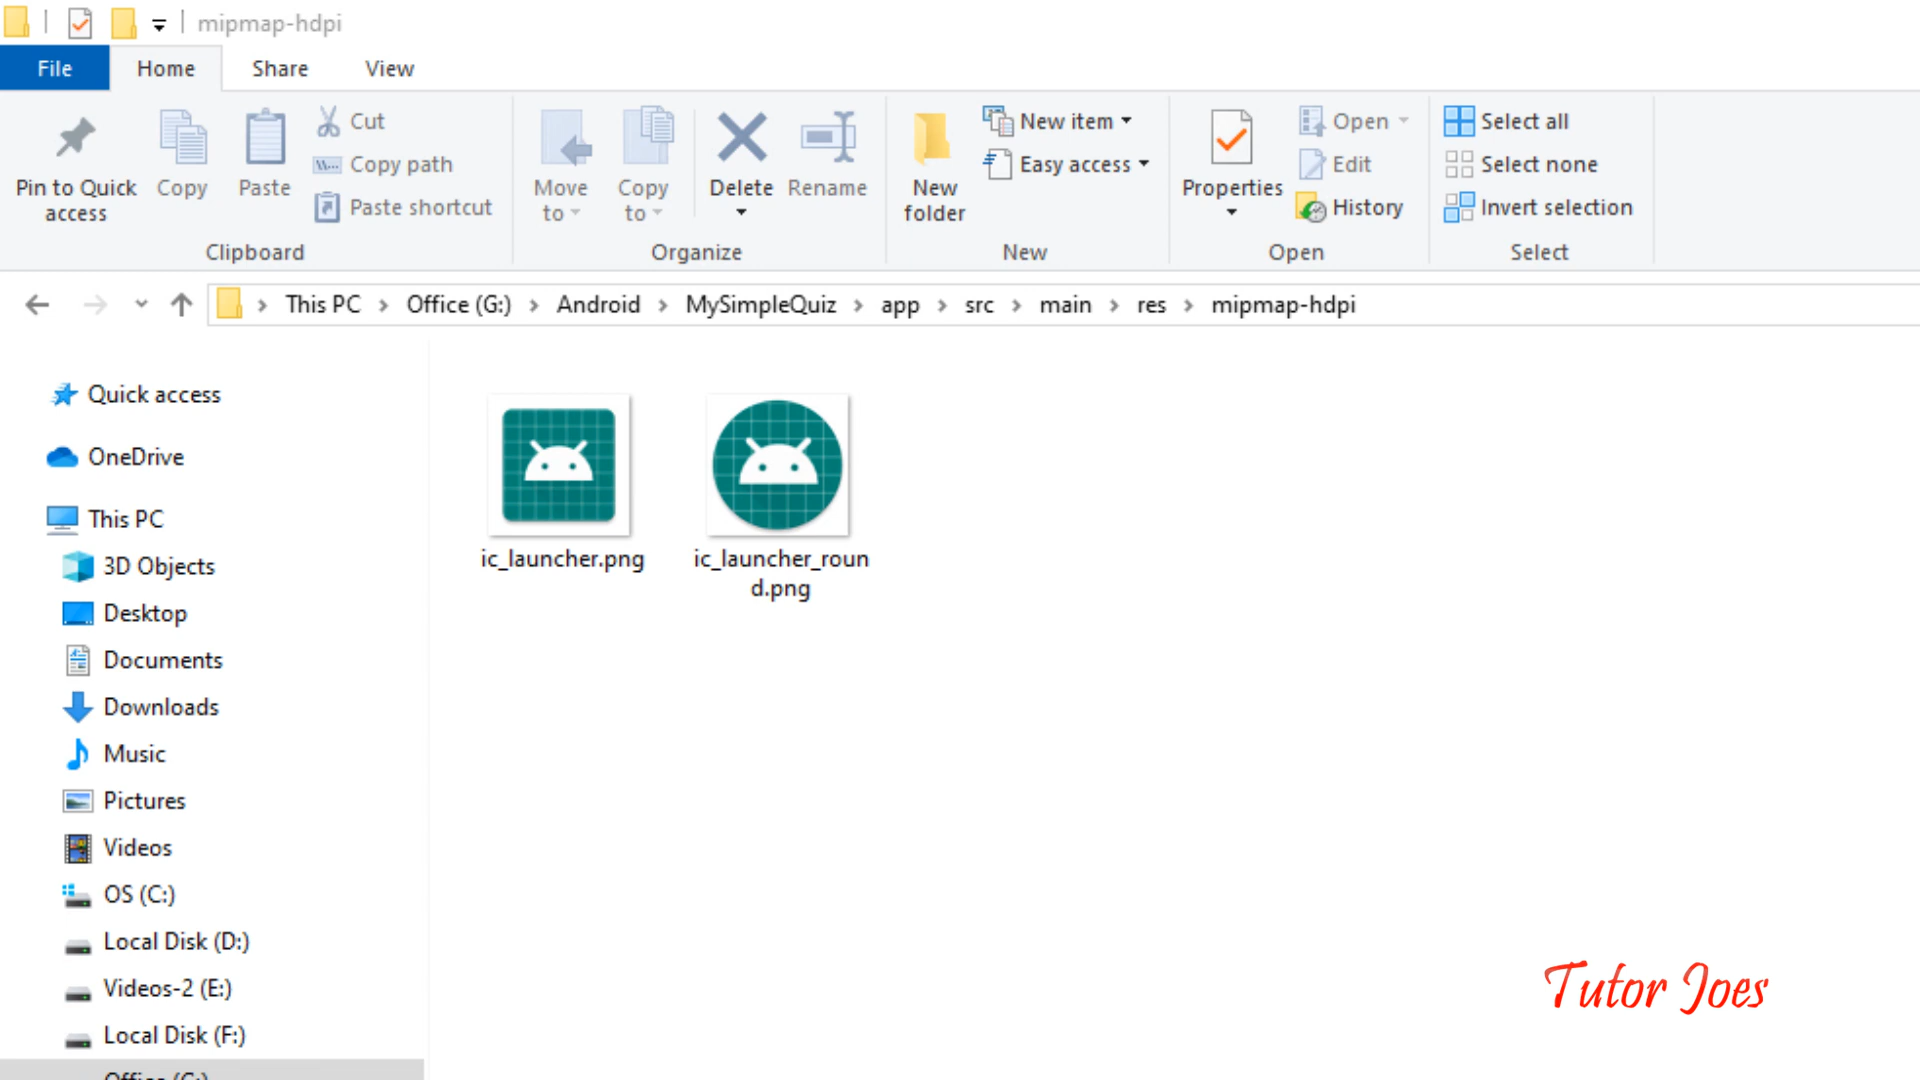 mipmap-hdpi
File Home Share View
Pin to Quick access
Copy
Paste
Cut
Copy path
Paste shortcut
Clipboard
Move to
Copy to
Delete
Rename
Organize
New folder
New item
Easy access
New
Properties
Open
Edit
History
Open
Select all
Select none
Invert selection
Select
This PC > Office (G:) > Android > MySimpleQuiz > app > src > main > res > mipmap-hdpi
Quick access
OneDrive
This PC
3D Objects
Desktop
Documents
Downloads
Music
Pictures
Videos
OS (C:)
Local Disk (D:)
Videos-2 (E:)
Local Disk (F:)
Office (G:)
ic_launcher.png
ic_launcher_roun
d.png
Tutor Joes